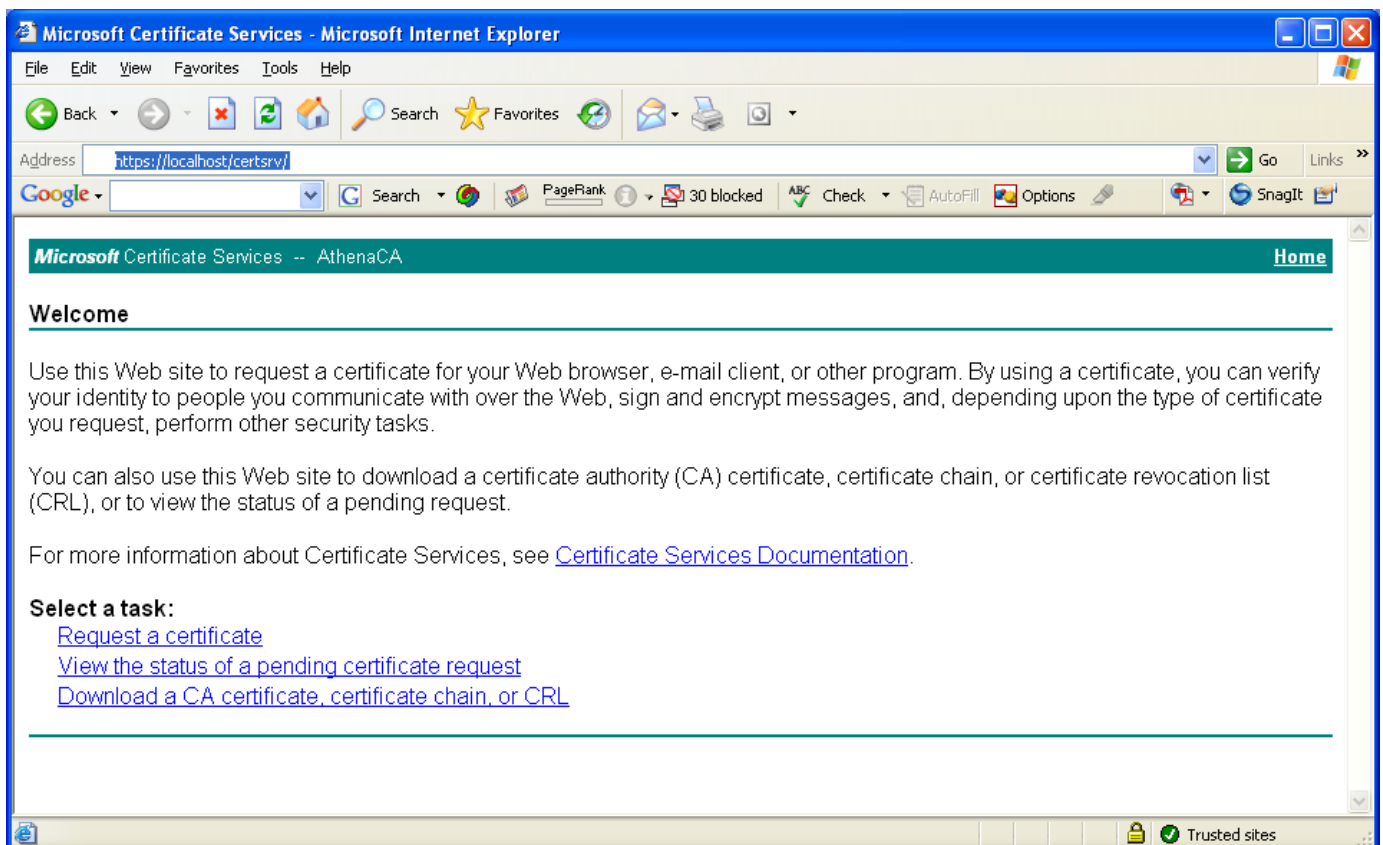 Microsoft Certificate Services - Microsoft Internet Explorer
File Edit View Favorites Tools Help
Back Search Favorites
Address https://localhost/certsrv/ Go Links »
Google G Search PageRank 30 blocked ABC Check AutoFill Options SnagIt
Microsoft Certificate Services -- AthenaCA Home
Welcome
Use this Web site to request a certificate for your Web browser, e-mail client, or other program. By using a certificate, you can verify
your identity to people you communicate with over the Web, sign and encrypt messages, and, depending upon the type of certificate
you request, perform other security tasks.
You can also use this Web site to download a certificate authority (CA) certificate, certificate chain, or certificate revocation list
(CRL), or to view the status of a pending request.
For more information about Certificate Services, see Certificate Services Documentation.
Select a task:
Request a certificate
View the status of a pending certificate request
Download a CA certificate, certificate chain, or CRL
Trusted sites